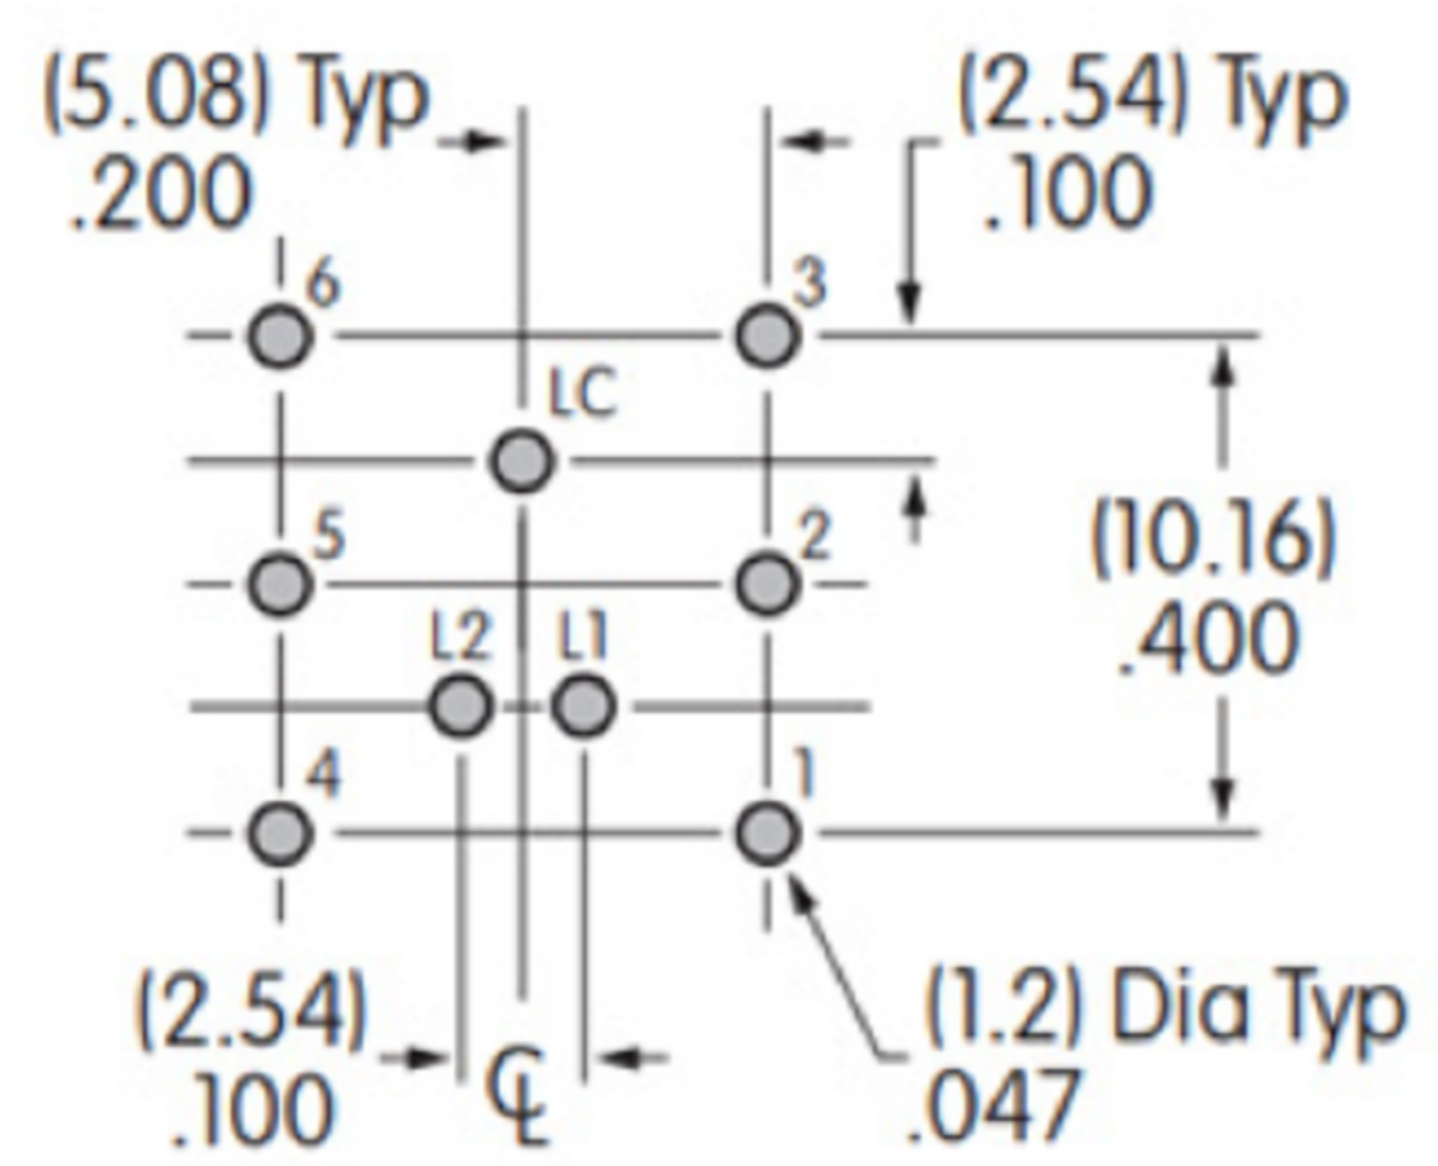 (5.08) Typ
.200
(2.54) Typ
.100
6
3
LC
5
2
(10.16)
.400
L2
L1
4
1
(2.54)
.100
℄
(1.2) Dia Typ
.047